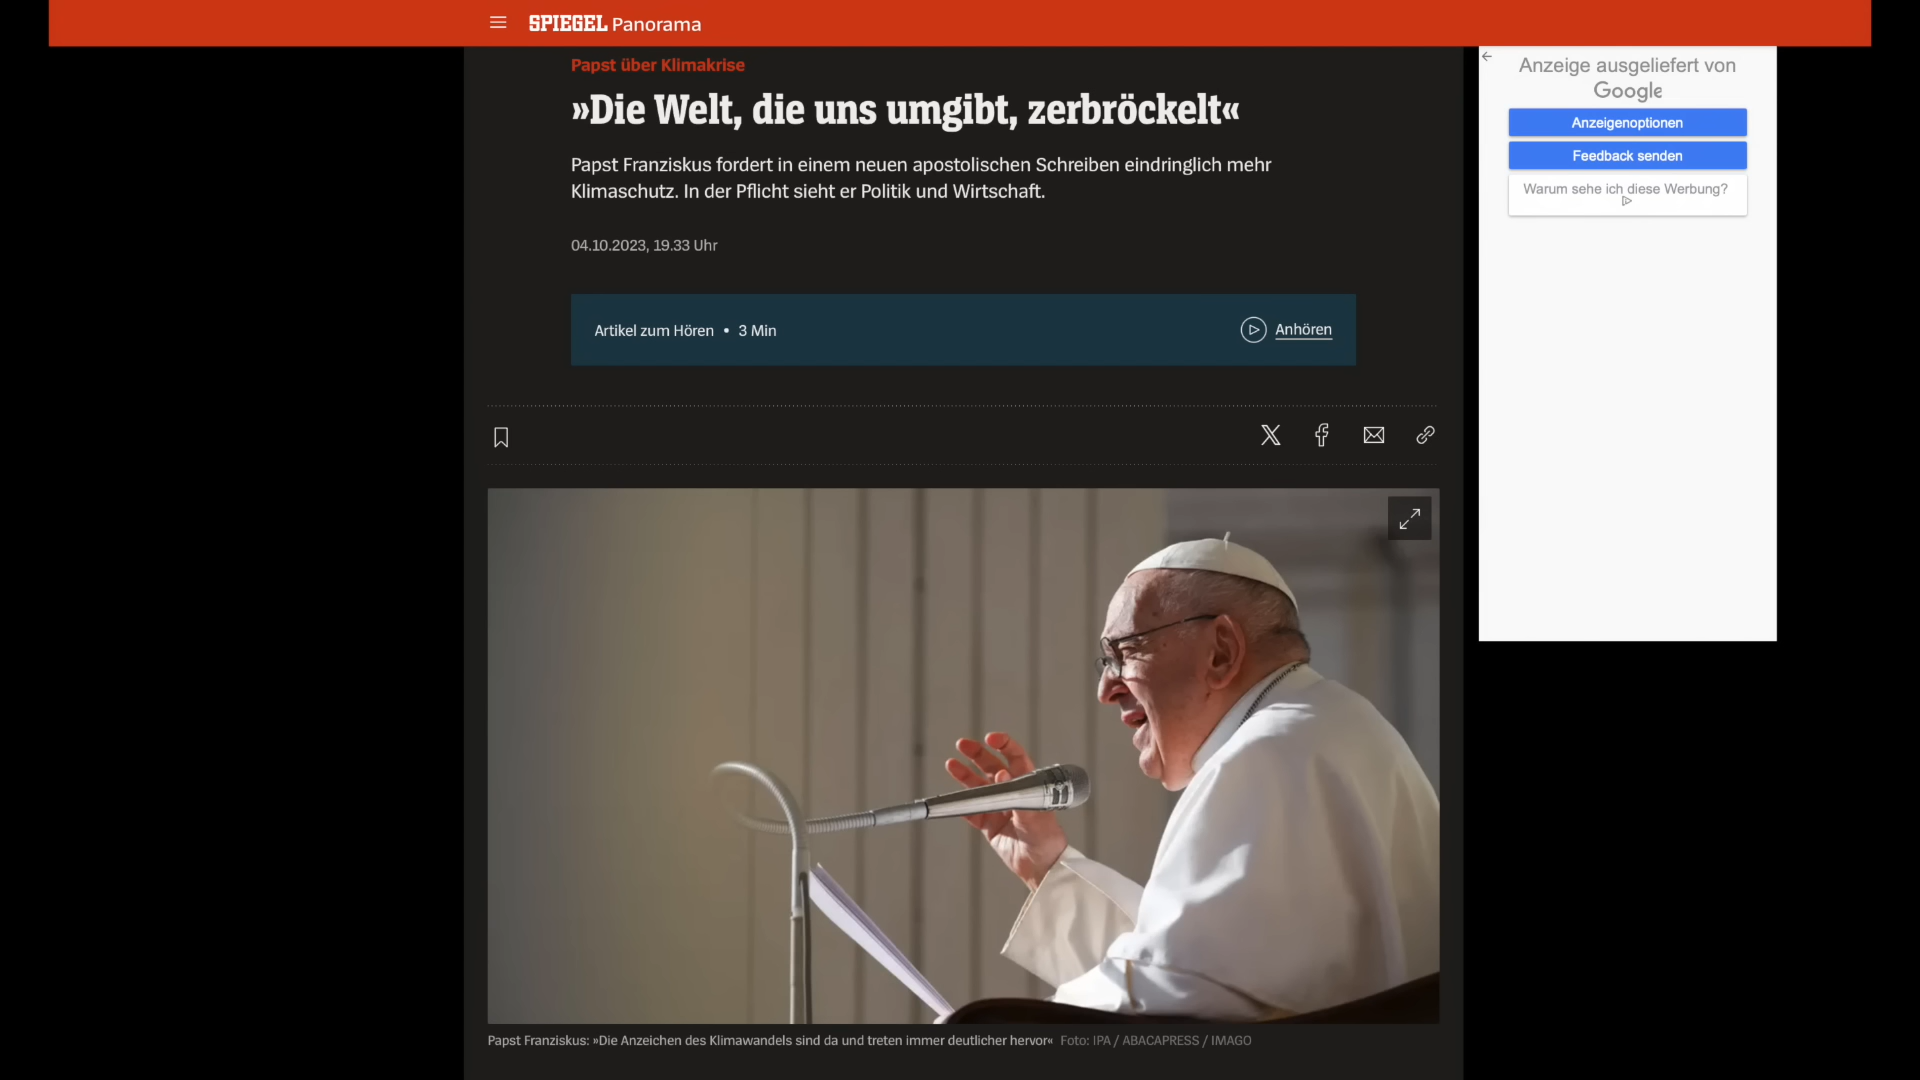 SPIEGEL Panorama
Papst über Klimakrise
»Die Welt, die uns umgibt, zerbröckelt«
Papst Franziskus fordert in einem neuen apostolischen Schreiben eindringlich mehr
Klimaschutz. In der Pflicht sieht er Politik und Wirtschaft.
04.10.2023, 19.33 Uhr
Artikel zum Hören • 3 Min
Anhören
Papst Franziskus: »Die Anzeichen des Klimawandels sind da und treten immer deutlicher hervor« Foto: IPA / ABACAPRESS / IMAGO
Anzeige ausgeliefert von
Google
Anzeigenoptionen
Feedback senden
Warum sehe ich diese Werbung?